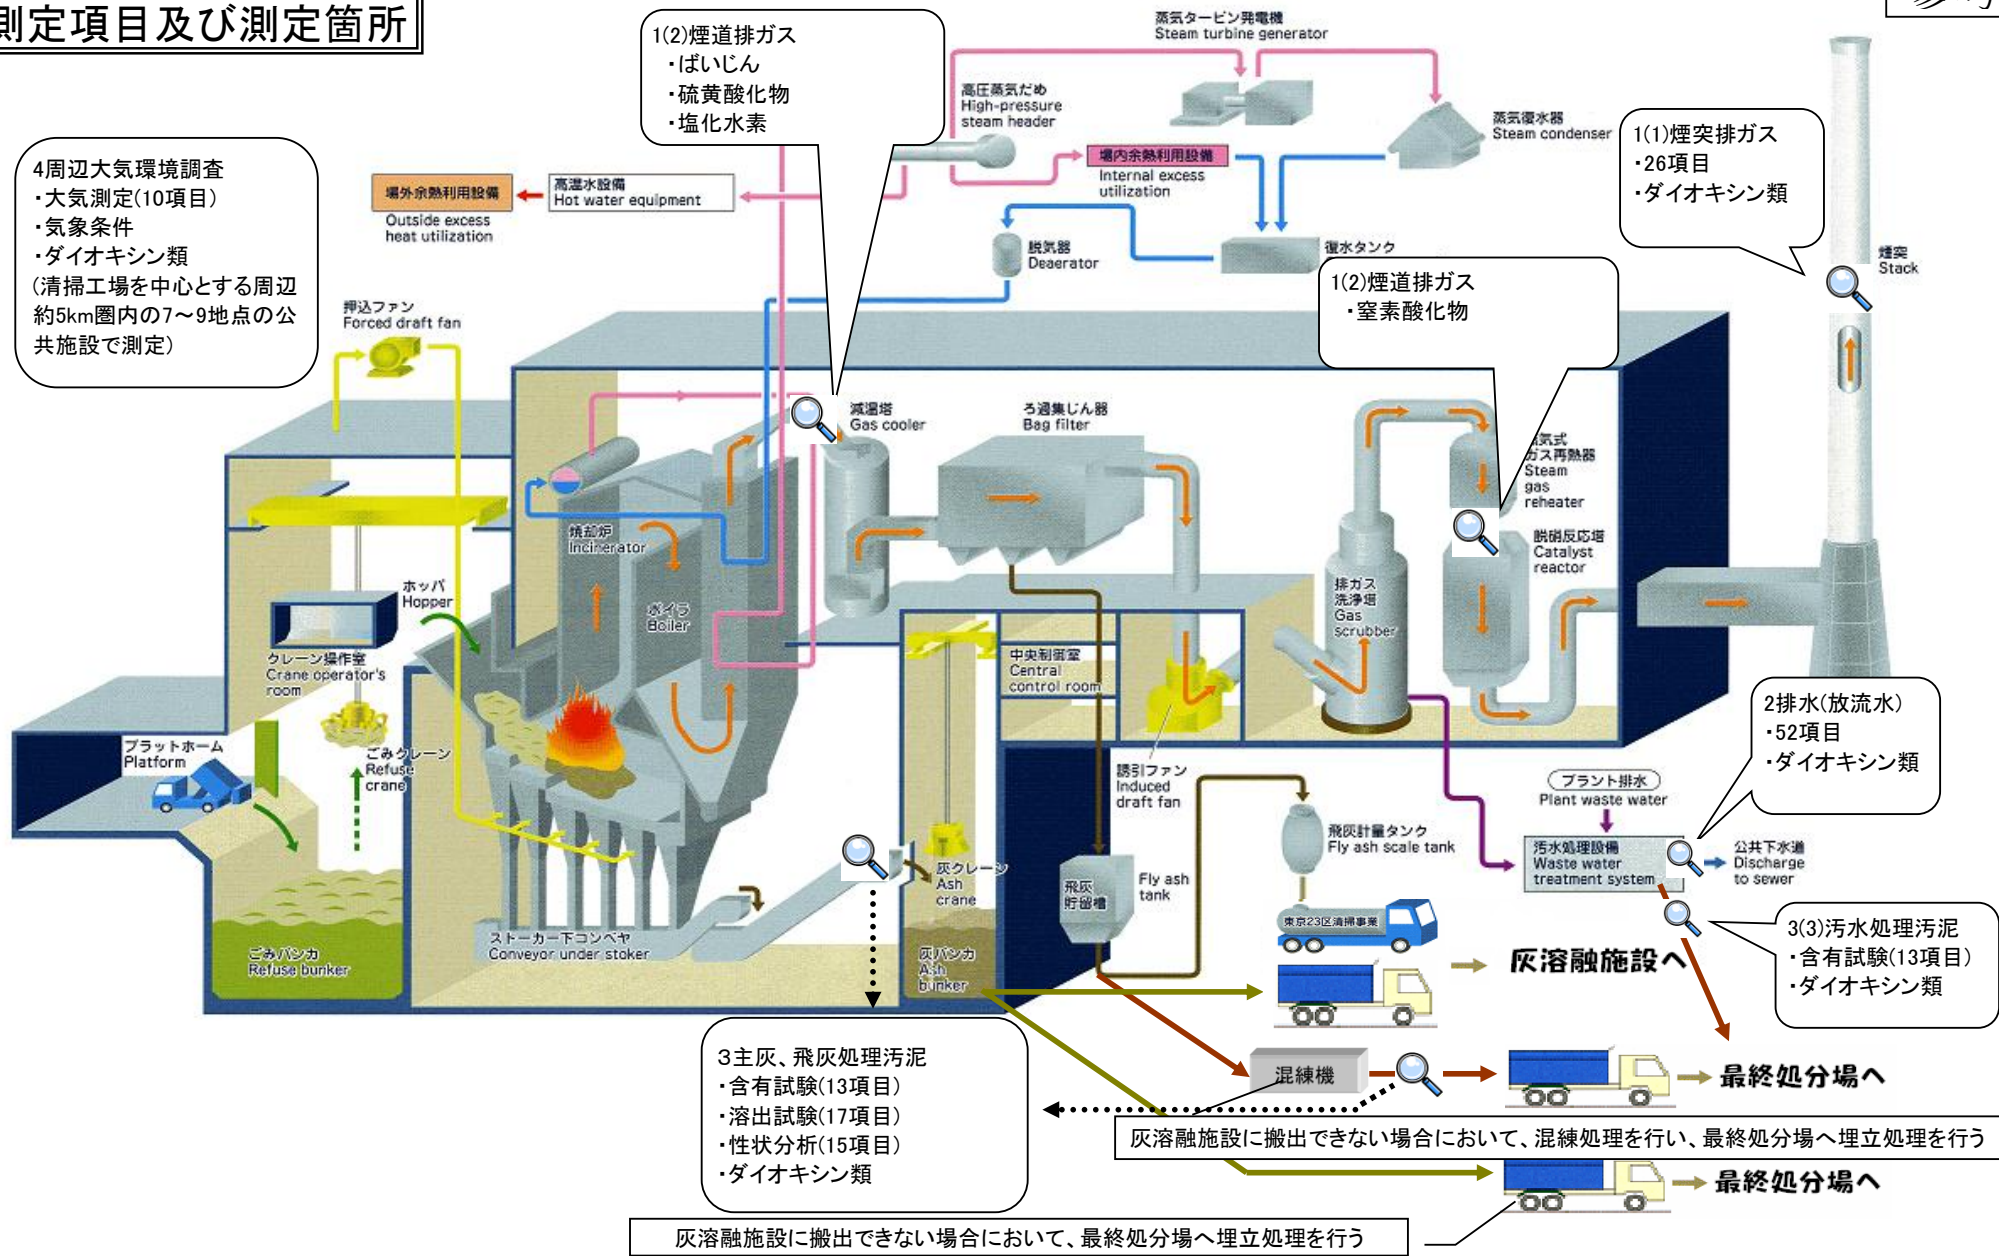 測定項目及び測定箇所
1(2)煙道排ガス
・ばいじん
・硫黄酸化物
・塩化水素
蒸気タービン発電機
Steam turbine generator
高圧蒸気だめ
High-pressure
steam header
蒸気復水器
Steam condenser
1(1)煙突排ガス
・26項目
・ダイオキシン類
4周辺大気環境調査
・大気測定(10項目)
・気象条件
・ダイオキシン類
(清掃工場を中心とする周辺
約5km圏内の7～9地点の公
共施設で測定)
場外余熱利用設備
Outside excess
heat utilization
高温水設備
Hot water equipment
場内余熱利用設備
Internal excess
utilization
脱気器
Deaerator
復水タンク
煙突
Stack
1(2)煙道排ガス
・窒素酸化物
押込ファン
Forced draft fan
減温塔
Gas cooler
ろ過集じん器
Bag filter
蒸気式
ガス再熱器
Steam
gas
reheater
焼却炉
Incinerator
脱硝反応塔
Catalyst
reactor
ホッパ
Hopper
ボイラ
Boiler
排ガス
洗浄塔
Gas
scrubber
クレーン操作室
Crane operator's
room
中央制御室
Central
control room
プラットホーム
Platform
ごみクレーン
Refuse
crane
誘引ファン
Induced
draft fan
2排水(放流水)
・52項目
・ダイオキシン類
プラント排水
Plant waste water
飛灰計量タンク
Fly ash scale tank
汚水処理設備
Waste water
treatment system
公共下水道
Discharge
to sewer
灰クレーン
Ash
crane
飛灰
貯留槽
Fly ash
tank
東京23区清掃事業
ごみバンカ
Refuse bunker
ストーカー下コンベヤ
Conveyor under stoker
灰バンカ
Ash
bunker
灰溶融施設へ
3(3)汚水処理汚泥
・含有試験(13項目)
・ダイオキシン類
3主灰、飛灰処理汚泥
・含有試験(13項目)
・溶出試験(17項目)
・性状分析(15項目)
・ダイオキシン類
混練機
最終処分場へ
灰溶融施設に搬出できない場合において、混練処理を行い、最終処分場へ埋立処理を行う
最終処分場へ
灰溶融施設に搬出できない場合において、最終処分場へ埋立処理を行う